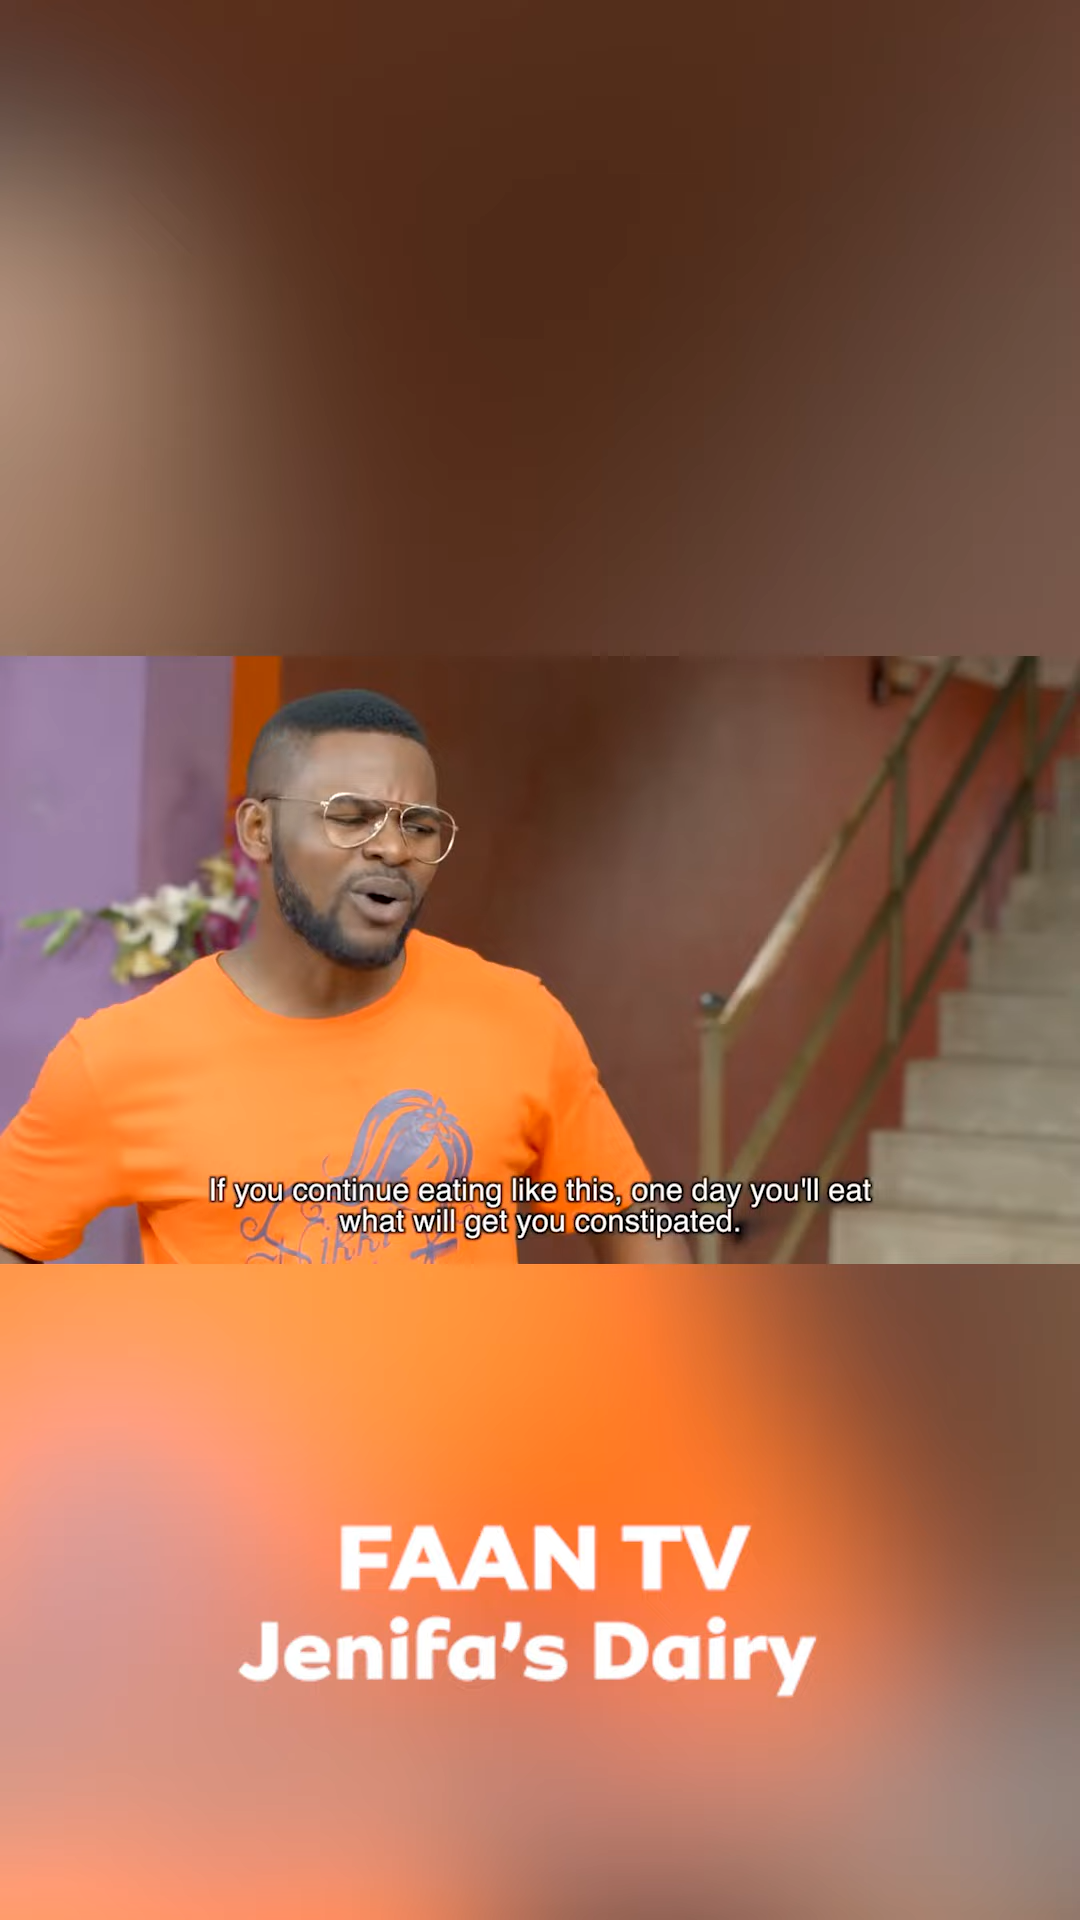 If you continue eating like this, one day you'll eat
what will get you constipated.
Nikki
FAAN TV
Jenifa's Dairy